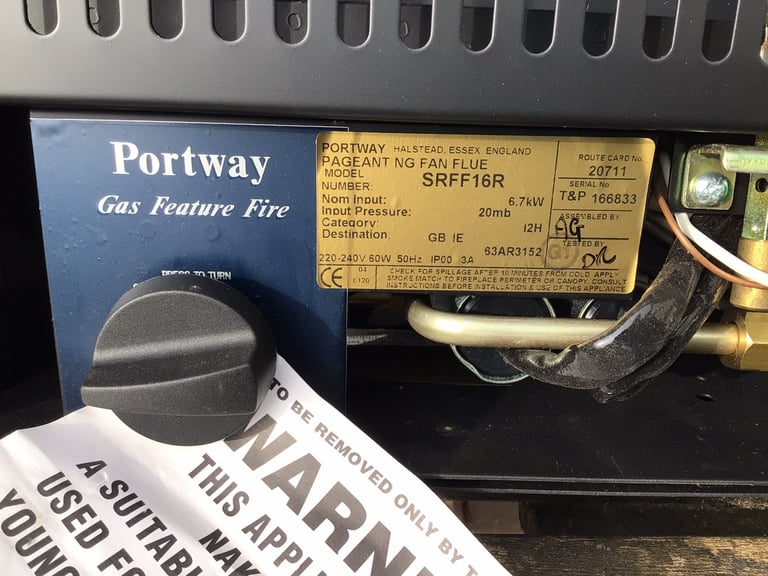 Portway
Gas Feature Fire
PRESS TO TURN
PORTWAY HALSTEAD, ESSEX ENGLAND
PAGEANT NG FAN FLUE
MODEL
NUMBER: SRFF16R
Nom Input: 6.7kW
Input Pressure: 20mb
Category: I2H
Destination: GB IE 63AR3152
220-240V 60W 50Hz IP00 3A
CE
CHECK FOR SPILLAGE AFTER 10 MINUTES FROM COLD. APPLY
SMOKE MATCH TO FIREPLACE PERIMETER OR CANOPY. CONSULT
INSTRUCTIONS BEFORE INSTALLATION & USE OF THIS APPLIANCE
ROUTE CARD No.
20711
SERIAL No
T&P 166833
ASSEMBLED BY
AG
TESTED BY
TO BE REMOVED ONLY BY T
WARN
THIS APPL
NAK
A SUITABL
USED FO
YOUNG